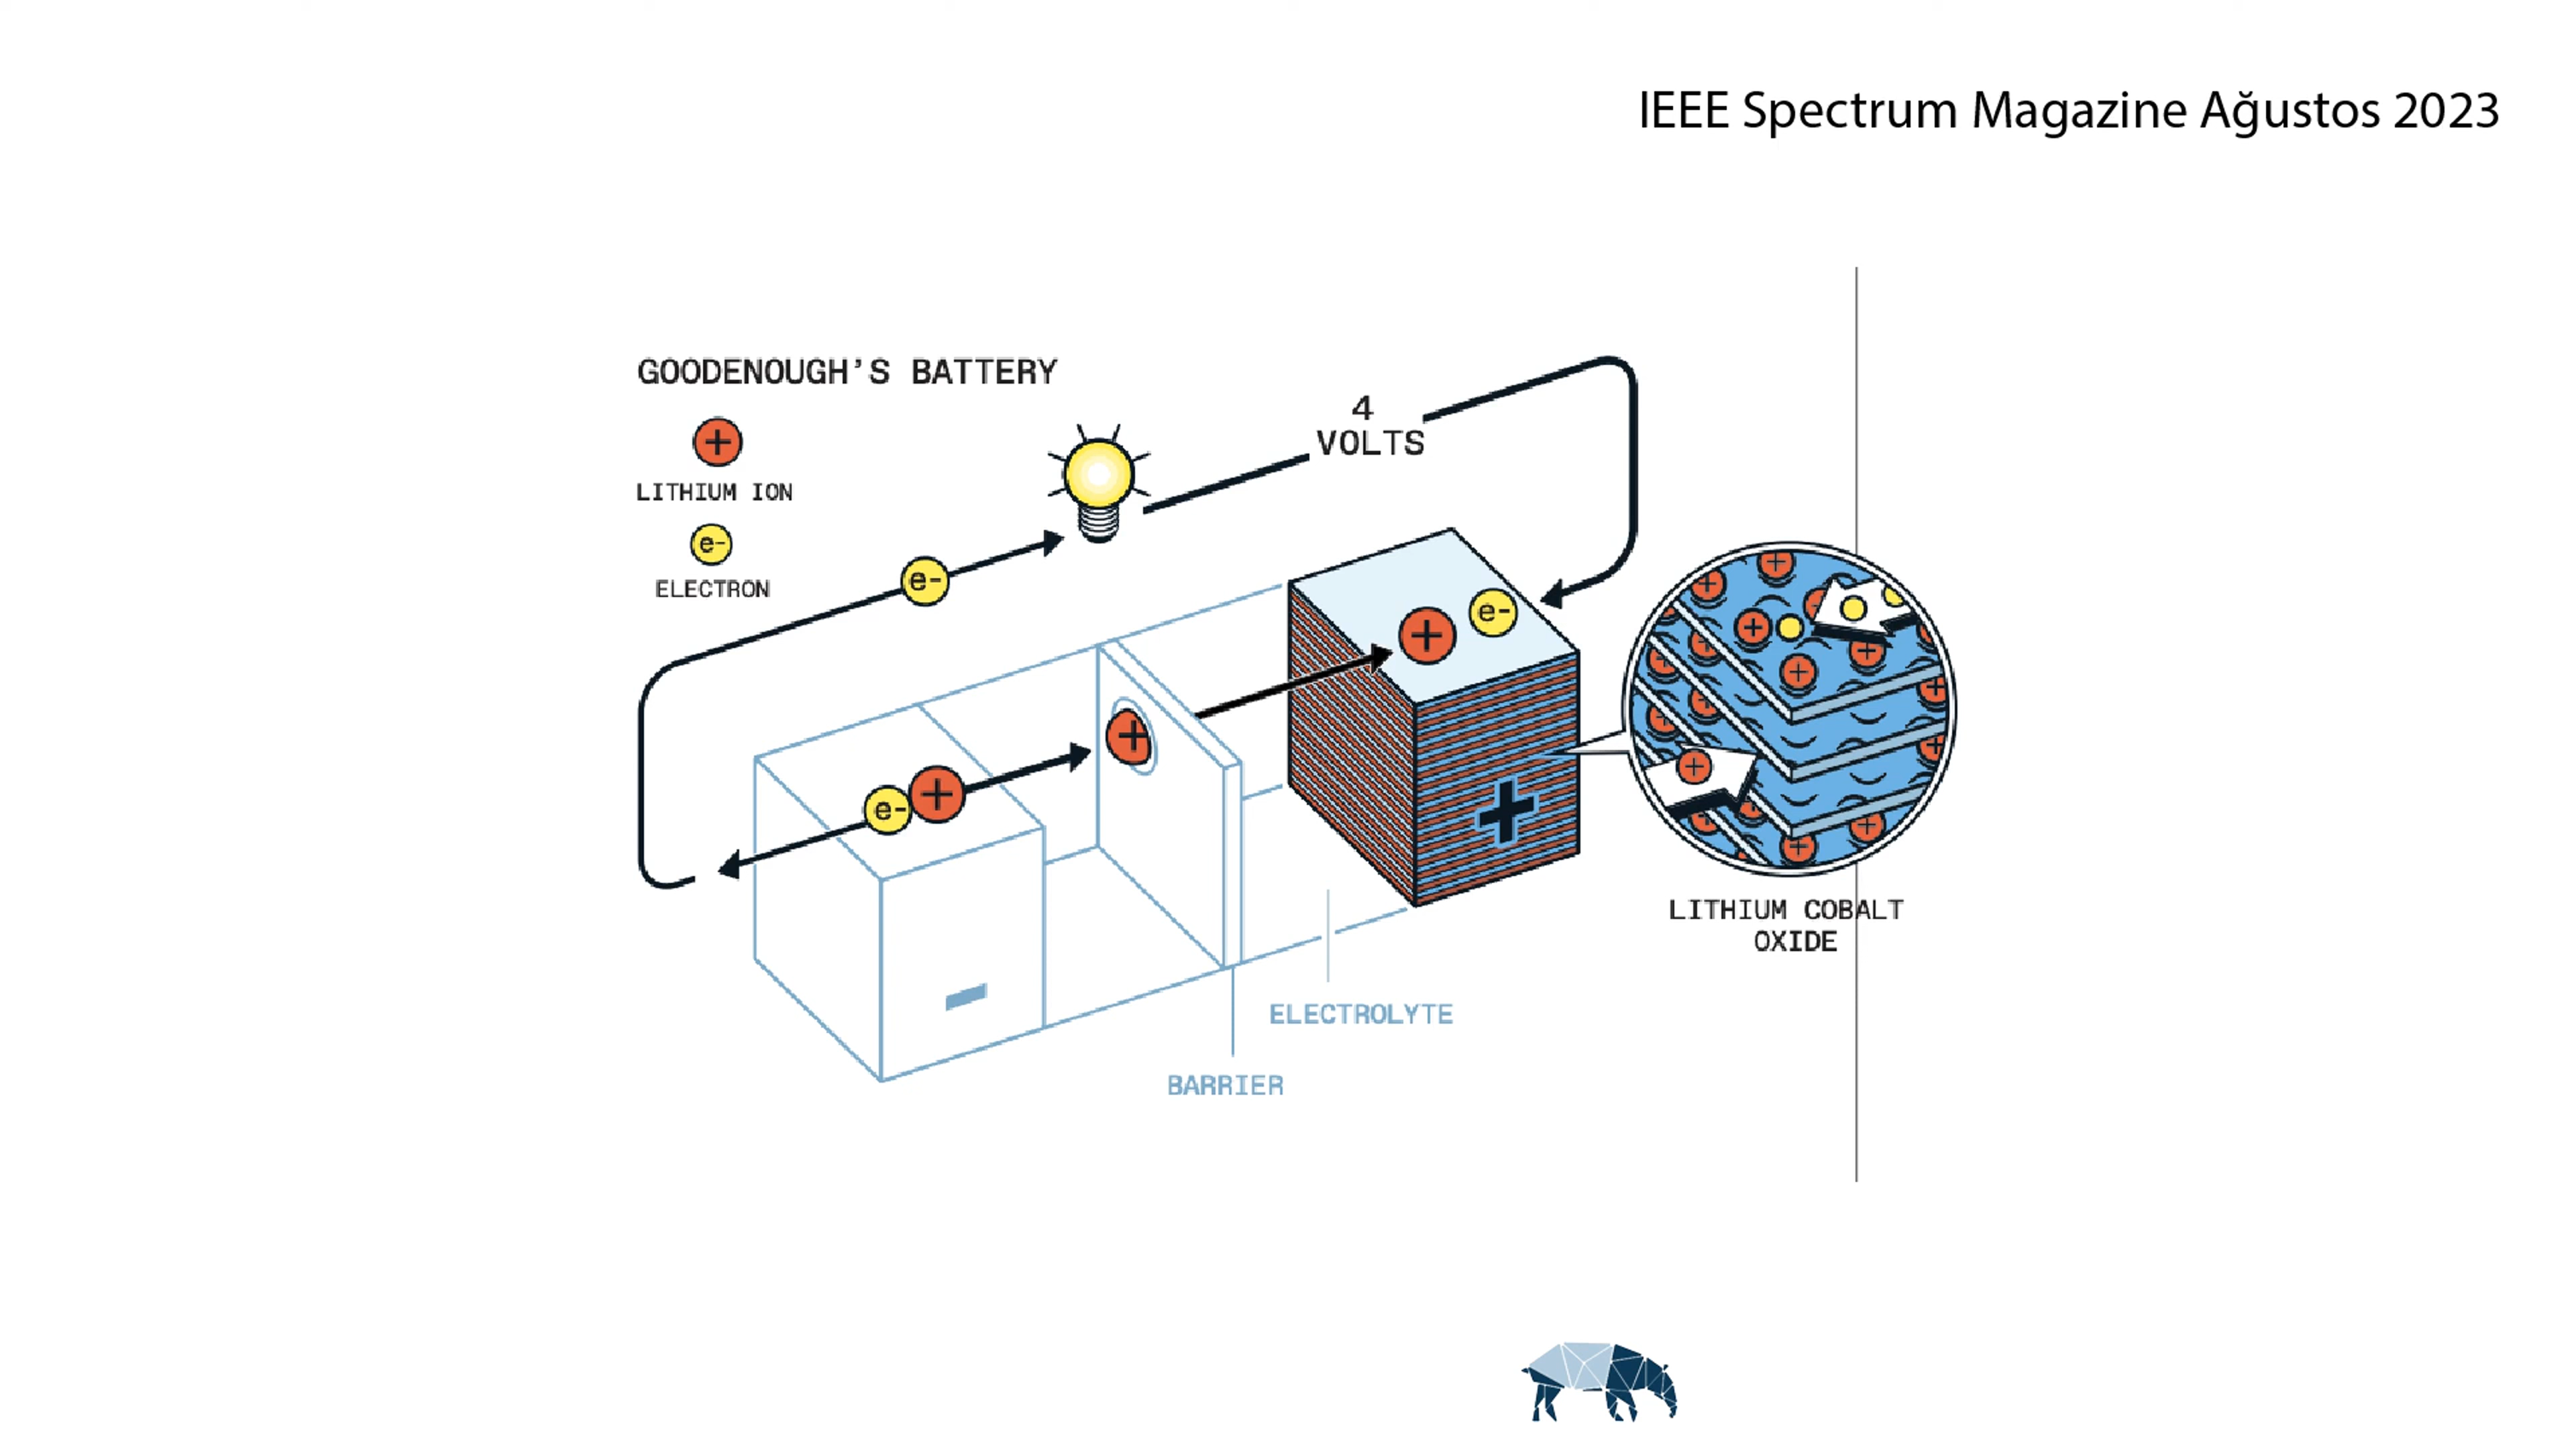 IEEE Spectrum Magazine Ağustos 2023
GOODENOUGH'S BATTERY
+
LITHIUM ION
e-
ELECTRON
4
VOLTS
e-
+
e-
+
e-
+
+
-
LITHIUM COBALT
OXIDE
ELECTROLYTE
BARRIER